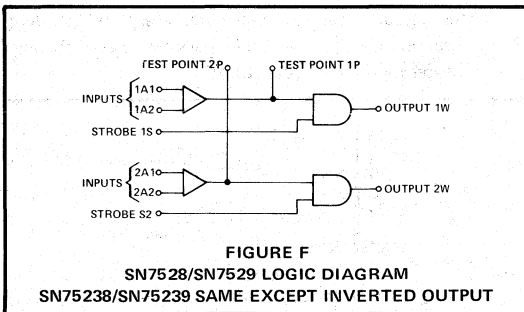 TEST POINT 2P
TEST POINT 1P
INPUTS
1A1
1A2
OUTPUT 1W
STROBE 1S
INPUTS
2A1
2A2
OUTPUT 2W
STROBE S2
FIGURE F
SN7528/SN7529 LOGIC DIAGRAM
SN75238/SN75239 SAME EXCEPT INVERTED OUTPUT